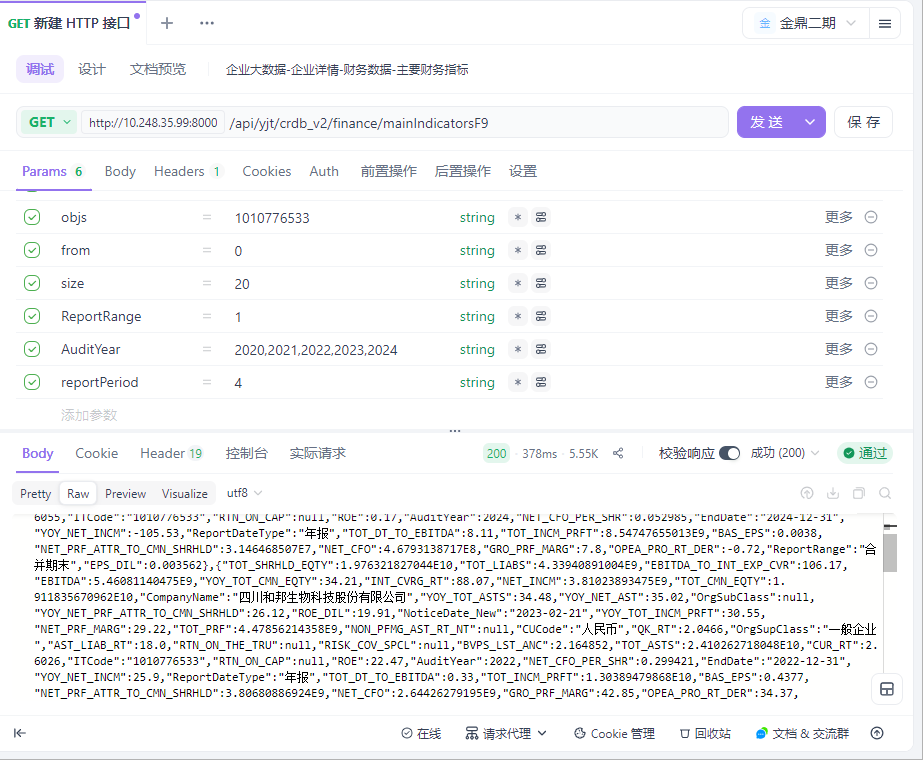 GET 新建 HTTP 接口
金 金鼎二期
调试 设计 文档预览 企业大数据-企业详情-财务数据-主要财务指标
GET http://10.248.35.99:8000 /api/yjt/crdb_v2/finance/mainIndicatorsF9 发 送 保 存
Params 6 Body Headers 1 Cookies Auth 前置操作 后置操作 设置
objs = 1010776533 string * 更多
from = 0 string * 更多
size = 20 string * 更多
ReportRange = 1 string * 更多
AuditYear = 2020,2021,2022,2023,2024 string * 更多
reportPeriod = 4 string * 更多
添加参数
Body Cookie Header 19 控制台 实际请求 200 · 378ms · 5.55K 校验响应 成功 (200) 通过
Pretty Raw Preview Visualize utf8
6055,"ITCode":"1010776533","RTN_ON_CAP":null,"ROE":0.17,"AuditYear":2024,"NET_CFO_PER_SHR":0.052985,"EndDate":"2024-12-31",
"YOY_NET_INCM":-105.53,"ReportDateType":"年报","TOT_DT_TO_EBITDA":8.11,"TOT_INCM_PRFT":8.54747655013E9,"BAS_EPS":0.0038,
"NET_PRF_ATTR_TO_CMN_SHRHLD":3.146468507E7,"NET_CFO":4.6793138717E8,"GRO_PRF_MARG":7.8,"OPEA_PRO_RT_DER":-0.72,"ReportRange":"合
并期末","EPS_DIL":0.003562},{"TOT_SHRHLD_EQTY":1.976321827044E10,"TOT_LIABS":4.33940891004E9,"EBITDA_TO_INT_EXP_CVR":106.17,
"EBITDA":5.46081140475E9,"YOY_TOT_CMN_EQTY":34.21,"INT_CVRG_RT":88.07,"NET_INCM":3.81023893475E9,"TOT_CMN_EQTY":1.
911835670962E10,"CompanyName":"四川和邦生物科技股份有限公司","YOY_TOT_ASTS":34.48,"YOY_NET_AST":35.02,"OrgSubClass":null,
"YOY_NET_PRF_ATTR_TO_CMN_SHRHLD":26.12,"ROE_DIL":19.91,"NoticeDate_New":"2023-02-21","YOY_TOT_INCM_PRFT":30.55,
"NET_PRF_MARG":29.22,"TOT_PRF":4.47856214358E9,"NON_PFMG_AST_RT_NT":null,"CUCode":"人民币","QK_RT":2.0466,"OrgSupClass":"一般企业
","AST_LIAB_RT":18.0,"RTN_ON_THE_TRU":null,"RISK_COV_SPCL":null,"BVPS_LST_ANC":2.164852,"TOT_ASTS":2.410262718048E10,"CUR_RT":2.
6026,"ITCode":"1010776533","RTN_ON_CAP":null,"ROE":22.47,"AuditYear":2022,"NET_CFO_PER_SHR":0.299421,"EndDate":"2022-12-31",
"YOY_NET_INCM":25.9,"ReportDateType":"年报","TOT_DT_TO_EBITDA":0.33,"TOT_INCM_PRFT":1.30389479868E10,"BAS_EPS":0.4377,
"NET_PRF_ATTR_TO_CMN_SHRHLD":3.80680886924E9,"NET_CFO":2.64426279195E9,"GRO_PRF_MARG":42.85,"OPEA_PRO_RT_DER":34.37,
在线 请求代理 Cookie 管理 回收站 文档 & 交流群